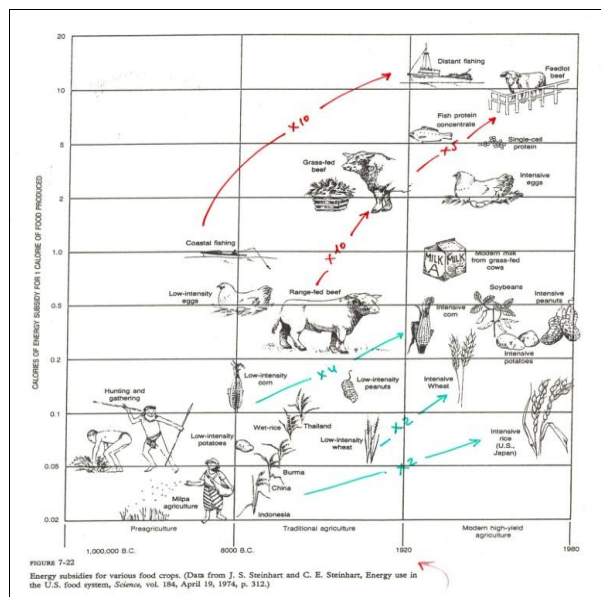 CALORIES OF ENERGY SUBSIDY FOR 1 CALORIE OF FOOD PRODUCED
20
10
5
2
1.0
0.5
0.2
0.1
0.05
0.02
Distant fishing
Feedlot
beef
Fish protein
concentrate
Single-cell
protein
Grass-fed
beef
Intensive
eggs
Coastal fishing
MILK
A
MILK
Modern milk
from grass-fed
cows
Low-intensity
eggs
Range-fed beef
Intensive
corn
Soybeans
Intensive
peanuts
Intensive
potatoes
Low-intensity
corn
Low-intensity
peanuts
Intensive
Wheat
Hunting and
gathering
Low-intensity
potatoes
Wet-rice
Thailand
Low-intensity
wheat
Intensive
rice
(U.S.,
Japan)
Burma
China
Indonesia
Milpa
agriculture
x10
x10
x5
x4
x2
x2
Preagriculture
Traditional agriculture
Modern high-yield
agriculture
1,000,000 B.C.
8000 B.C.
1920
1980
FIGURE 7-22
Energy subsidies for various food crops. (Data from J. S. Steinhart and C. E. Steinhart, Energy use in
the U.S. food system, Science, vol. 184, April 19, 1974, p. 312.)